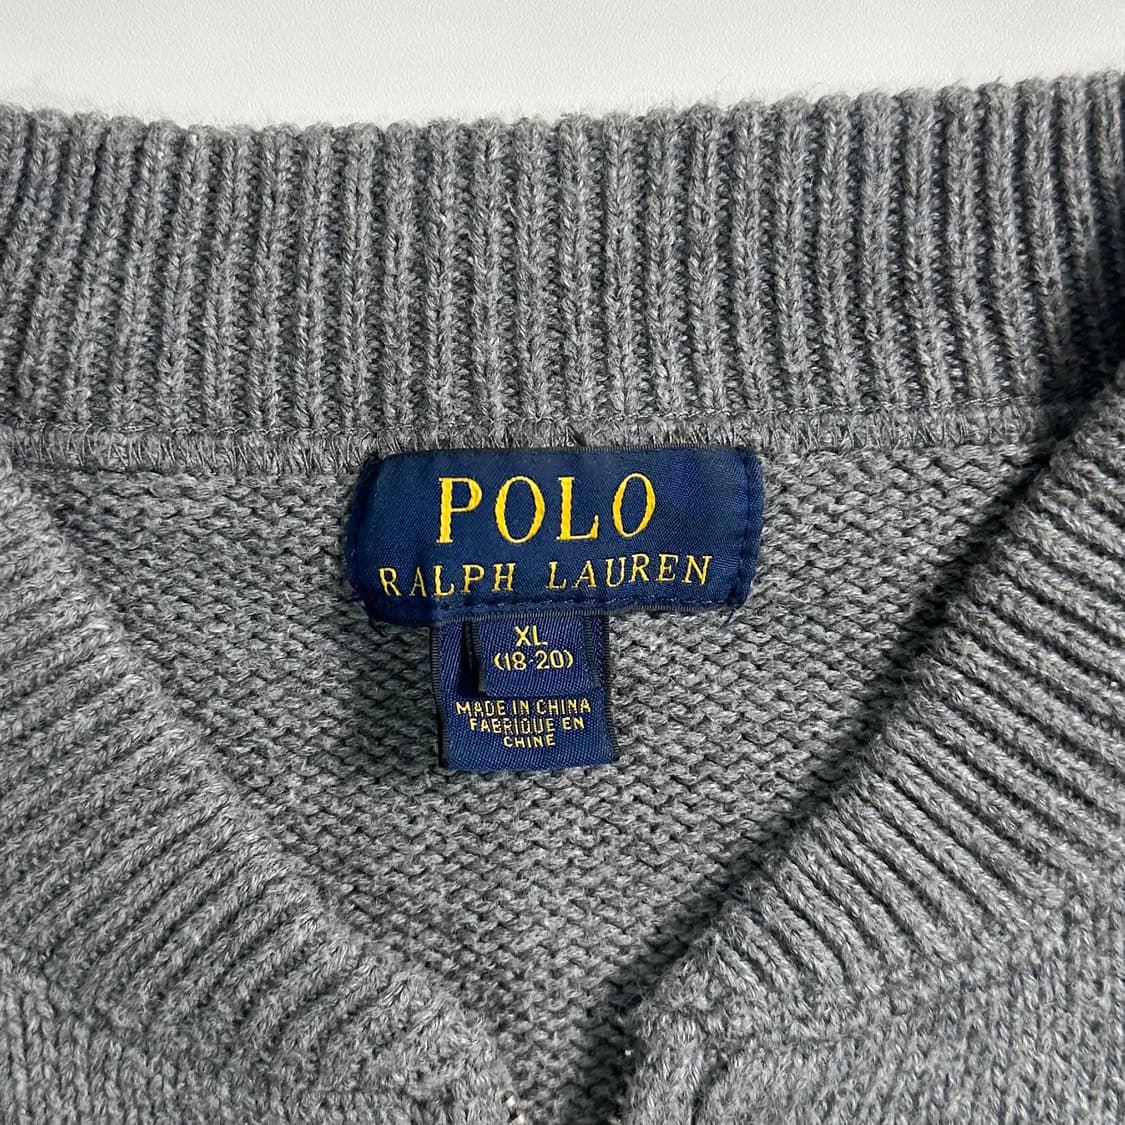 POLO
RALPH LAUREN
XL
(18-20)
MADE IN CHINA
FABRIQUE EN
CHINE